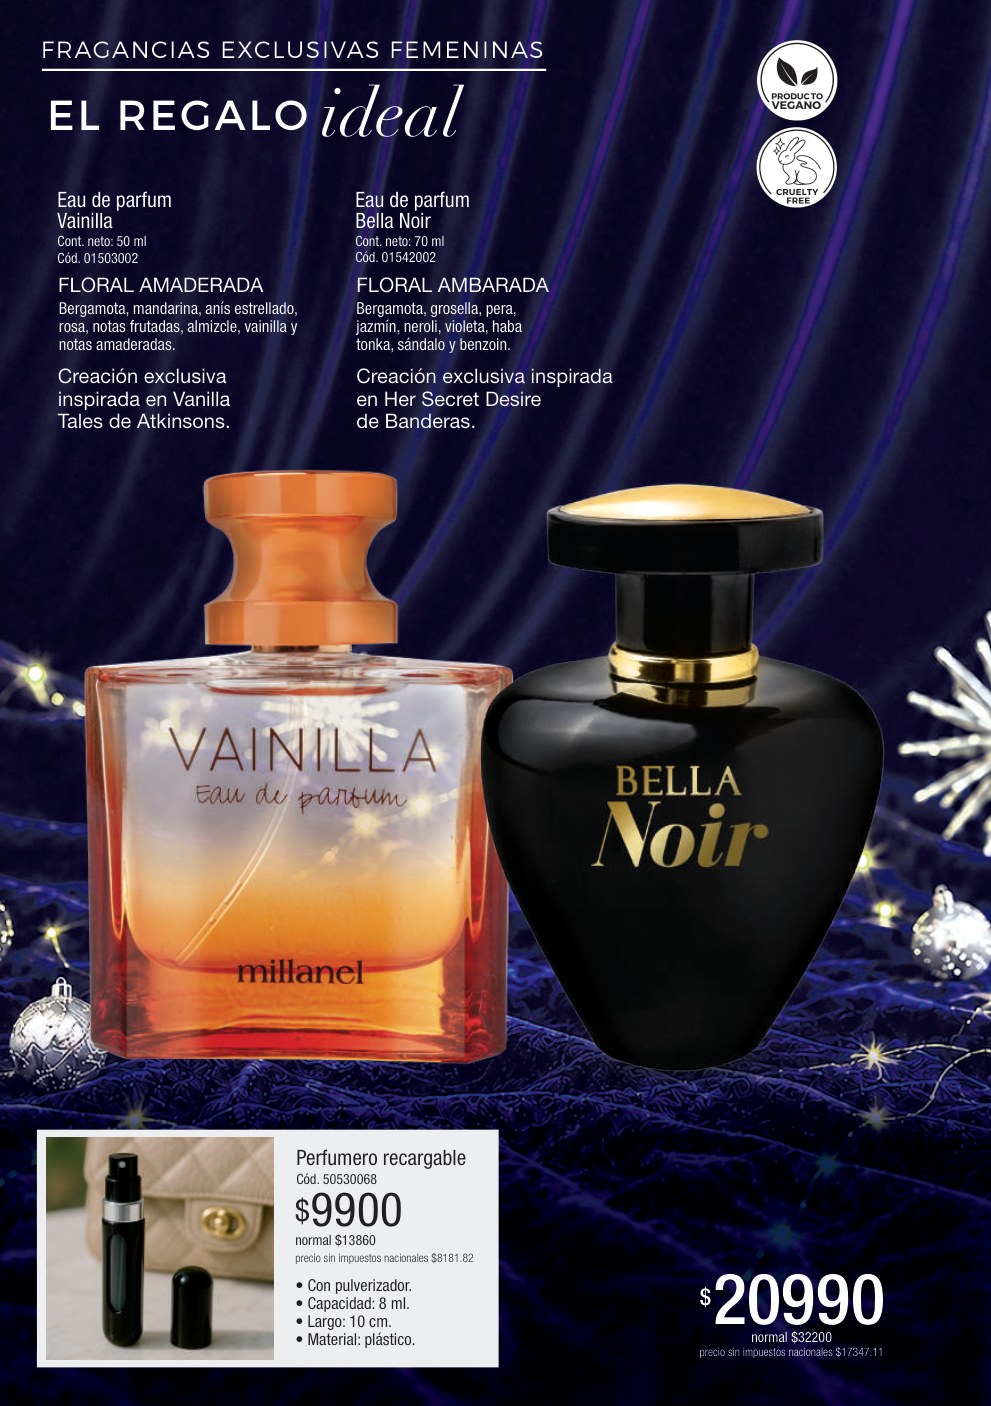 FRAGANCIAS EXCLUSIVAS FEMENINAS
EL REGALO ideal
PRODUCTO
VEGANO
CRUELTY
FREE
Eau de parfum
Vainilla
Cont. neto: 50 ml
Cód. 01503002
FLORAL AMADERADA
Bergamota, mandarina, anís estrellado,
rosa, notas frutadas, almizcle, vainilla y
notas amaderadas.
Creación exclusiva
inspirada en Vanilla
Tales de Atkinsons.
Eau de parfum
Bella Noir
Cont. neto: 70 ml
Cód. 01542002
FLORAL AMBARADA
Bergamota, grosella, pera,
jazmín, neroli, violeta, haba
tonka, sándalo y benzoin.
Creación exclusiva inspirada
en Her Secret Desire
de Banderas.
VAINILLA
Eau de parfum
millanel
BELLA
Noir
Perfumero recargable
Cód. 50530068
$9900
normal $13860
precio sin impuestos nacionales $8181.82
• Con pulverizador.
• Capacidad: 8 ml.
• Largo: 10 cm.
• Material: plástico.
$20990
normal $32200
precio sin impuestos nacionales $17347.11